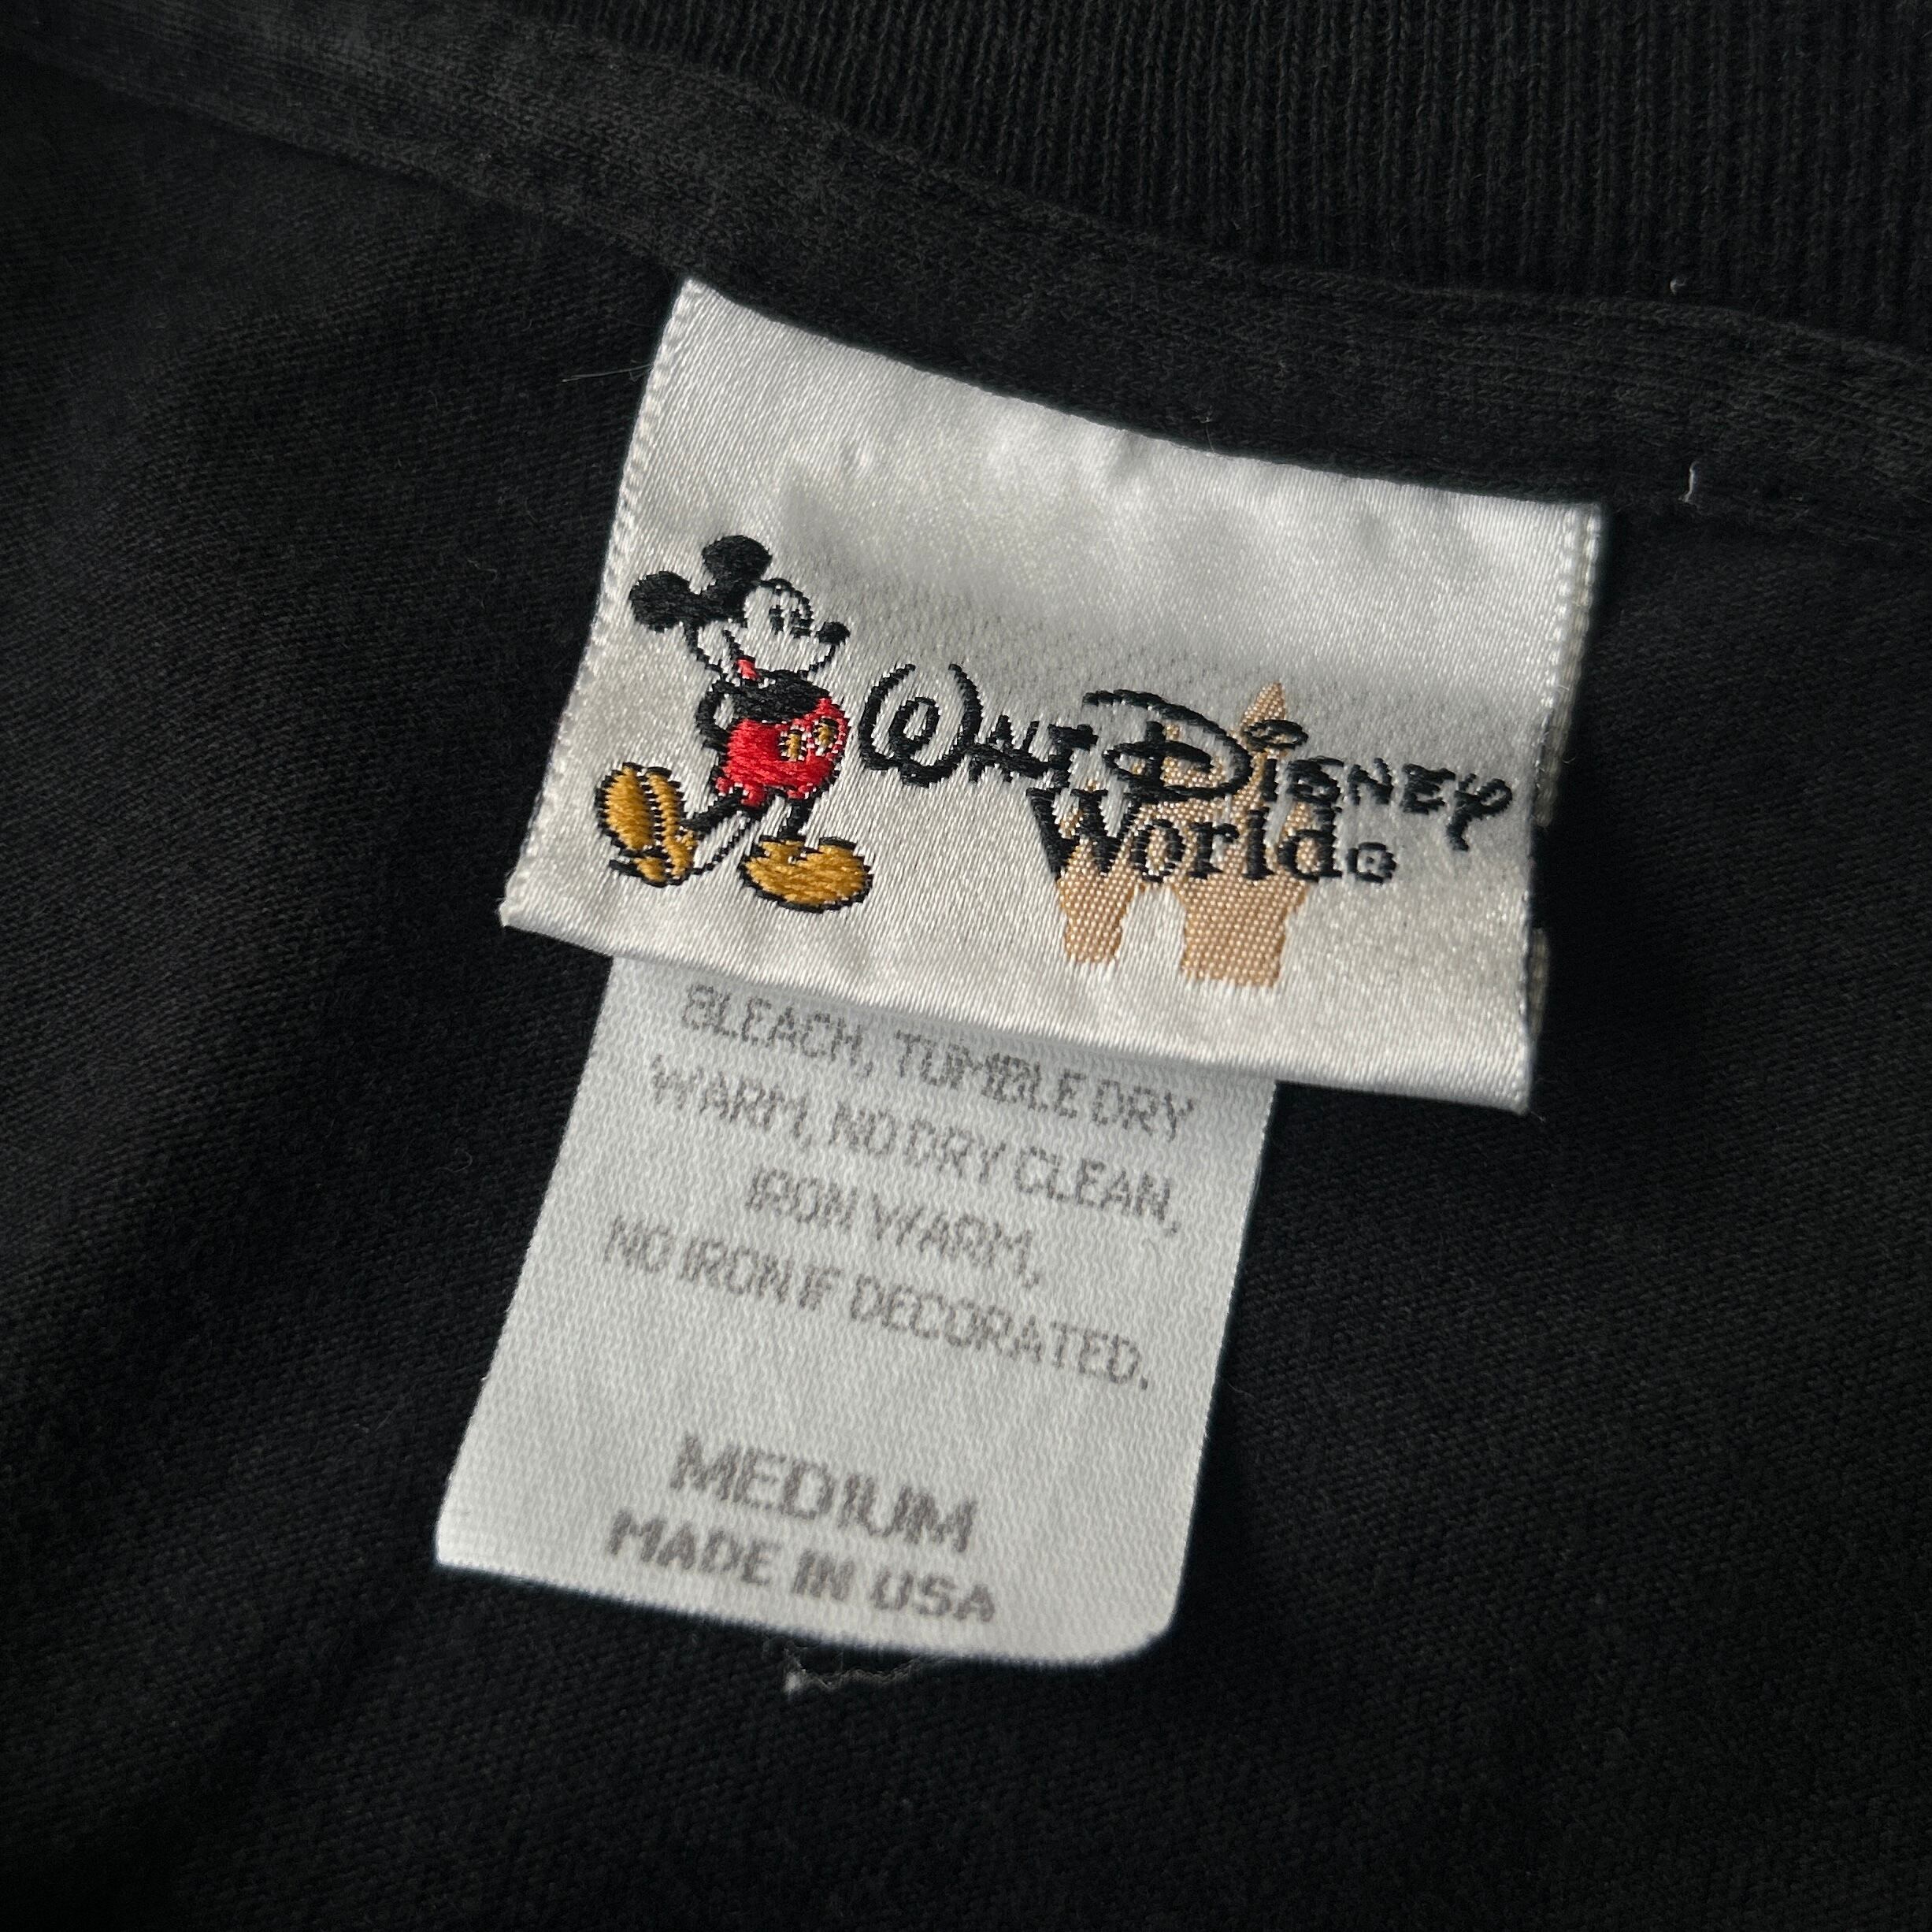 WALT DISNEY
World®
BLEACH, TUMBLE DRY
WARM, NO DRY CLEAN,
IRON WARM,
NO IRON IF DECORATED.
MEDIUM
MADE IN USA